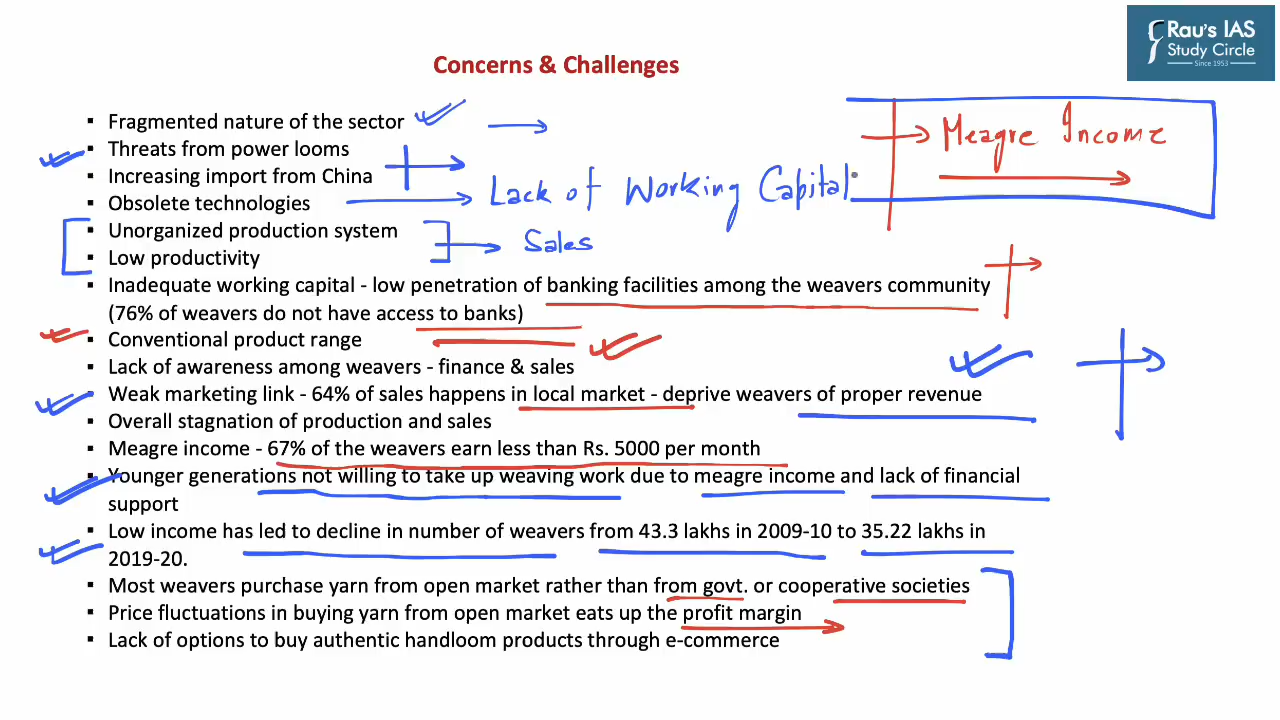 Rau's IAS
Study Circle
Since 1953
Concerns & Challenges
▪ Fragmented nature of the sector
▪ Threats from power looms
Meagre Income
▪ Increasing import from China
▪ Obsolete technologies
Lack of Working Capital
▪ Unorganized production system
Sales
▪ Low productivity
▪ Inadequate working capital - low penetration of banking facilities among the weavers community
(76% of weavers do not have access to banks)
▪ Conventional product range
▪ Lack of awareness among weavers - finance & sales
▪ Weak marketing link - 64% of sales happens in local market - deprive weavers of proper revenue
▪ Overall stagnation of production and sales
▪ Meagre income - 67% of the weavers earn less than Rs. 5000 per month
▪ Younger generations not willing to take up weaving work due to meagre income and lack of financial
support
▪ Low income has led to decline in number of weavers from 43.3 lakhs in 2009-10 to 35.22 lakhs in
2019-20.
▪ Most weavers purchase yarn from open market rather than from govt. or cooperative societies
▪ Price fluctuations in buying yarn from open market eats up the profit margin
▪ Lack of options to buy authentic handloom products through e-commerce